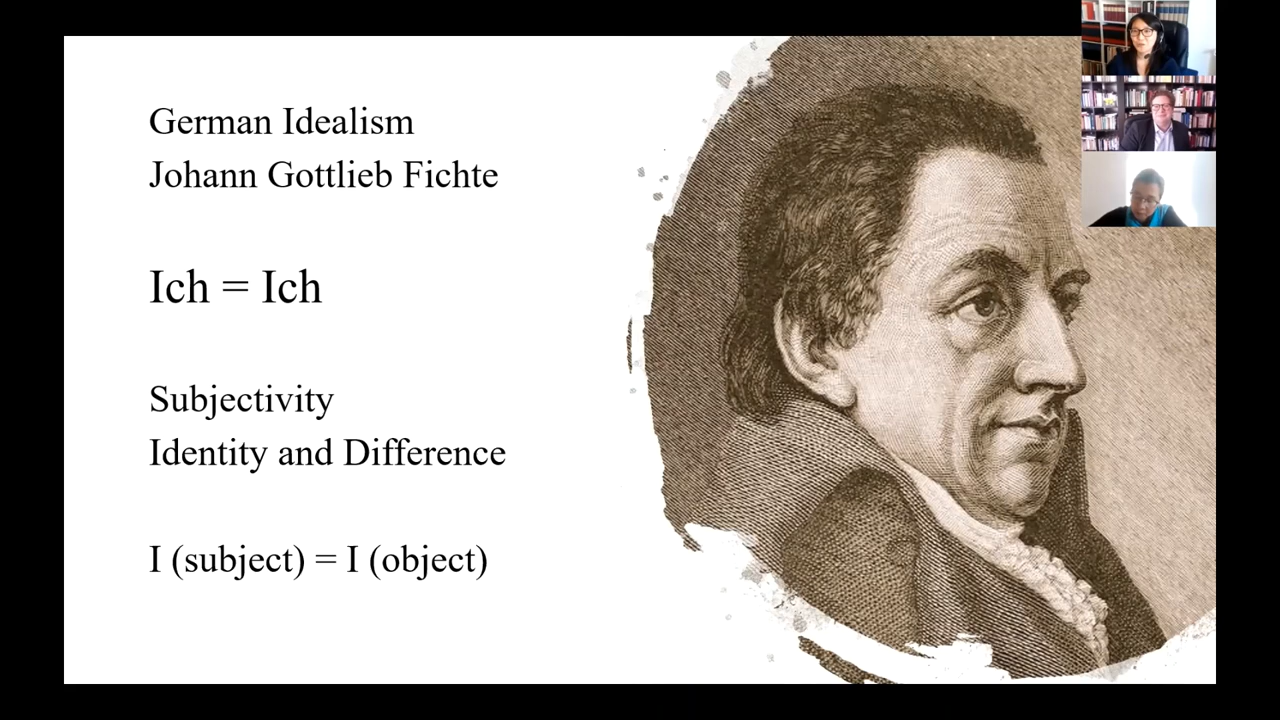 German Idealism
Johann Gottlieb Fichte
Ich = Ich
Subjectivity
Identity and Difference
I (subject) = I (object)